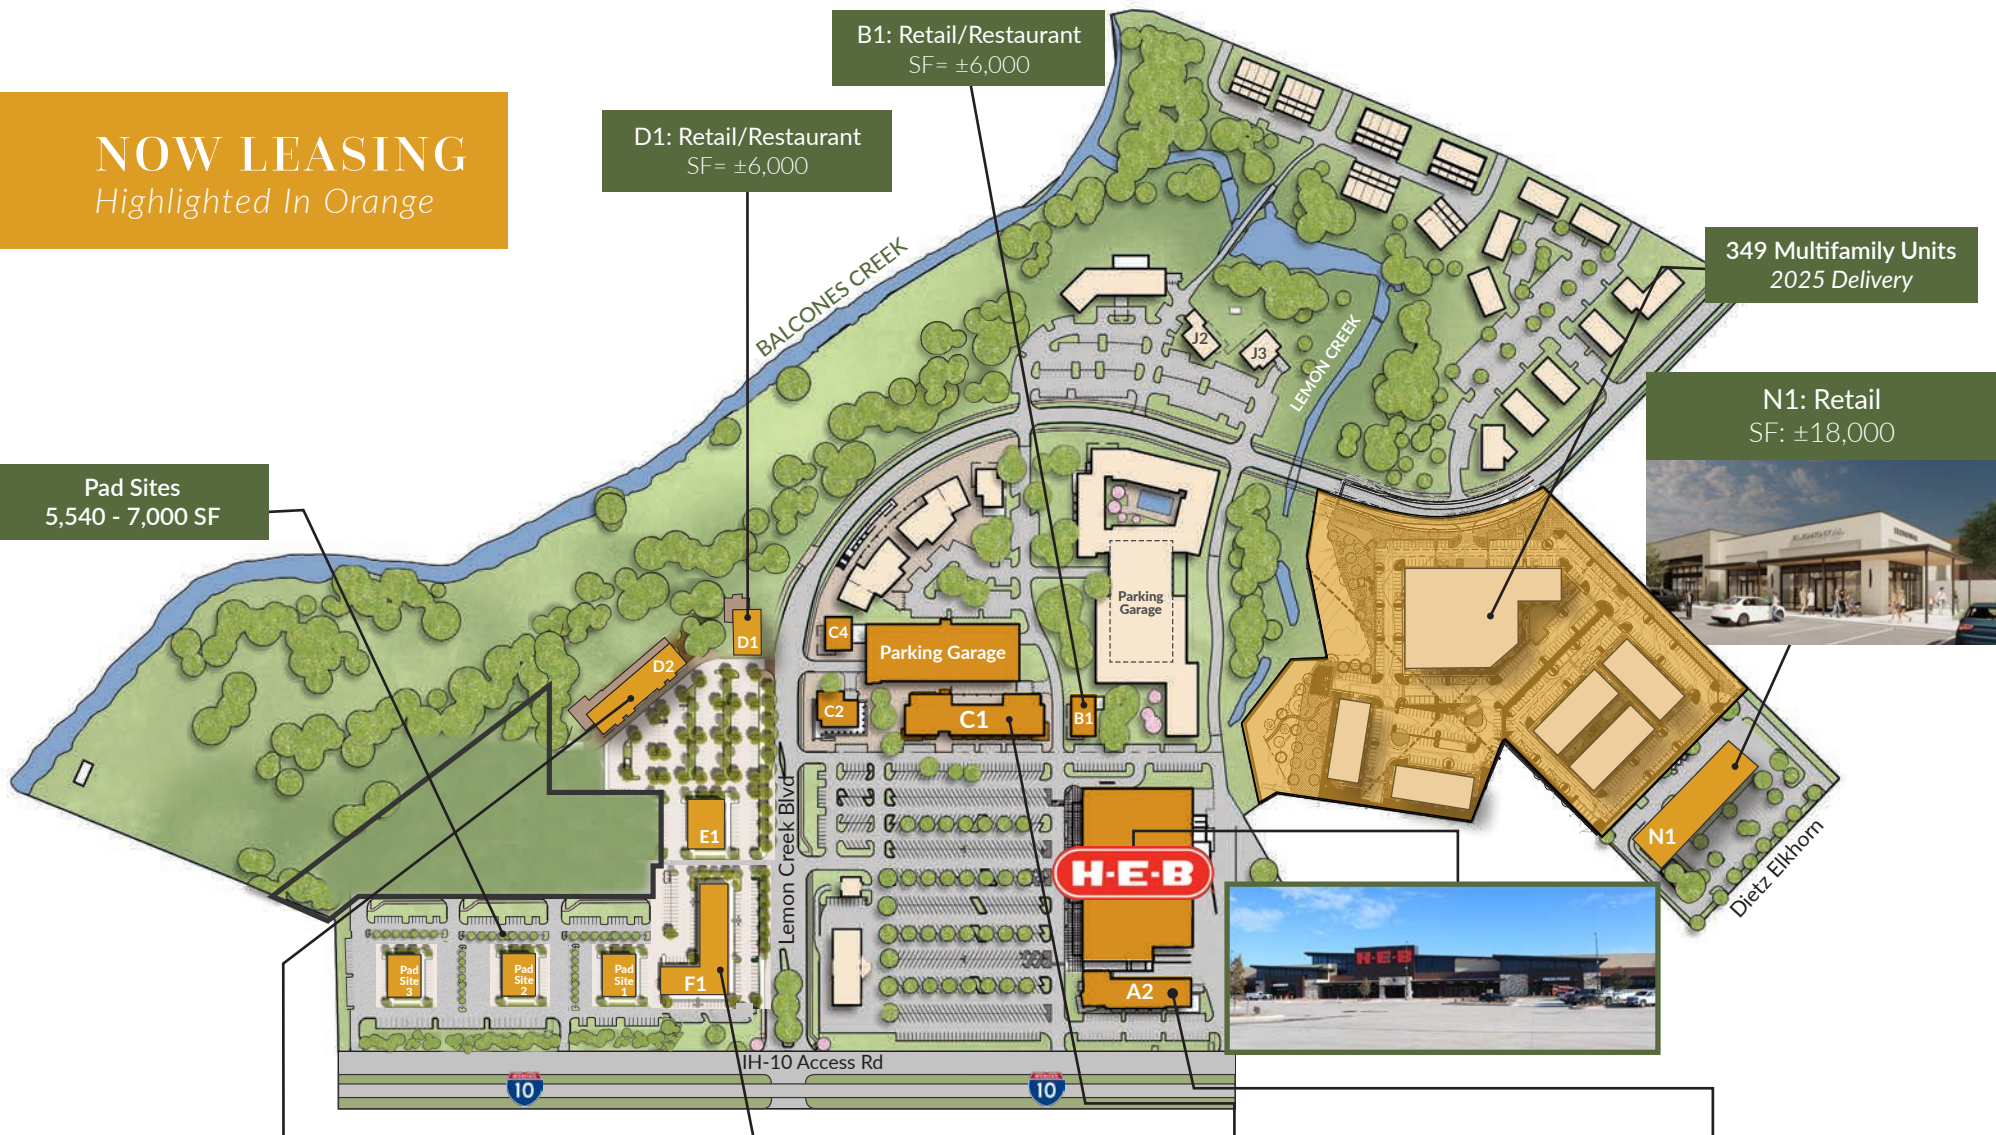 B1: Retail/Restaurant
SF= ±6,000
NOW LEASING
Highlighted In Orange
D1: Retail/Restaurant
SF= ±6,000
349 Multifamily Units
2025 Delivery
BALCONES CREEK
J2
J3
LEMON CREEK
N1: Retail
SF: ±18,000
Pad Sites
5,540 - 7,000 SF
Parking
Garage
D1
C4
Parking Garage
D2
C2
C1
B1
E1
Lemon Creek Blvd
N1
Dietz Elkhorn
H-E-B
H-E-B
Pad
Site
3
Pad
Site
2
Pad
Site
1
F1
A2
IH-10 Access Rd
10
10